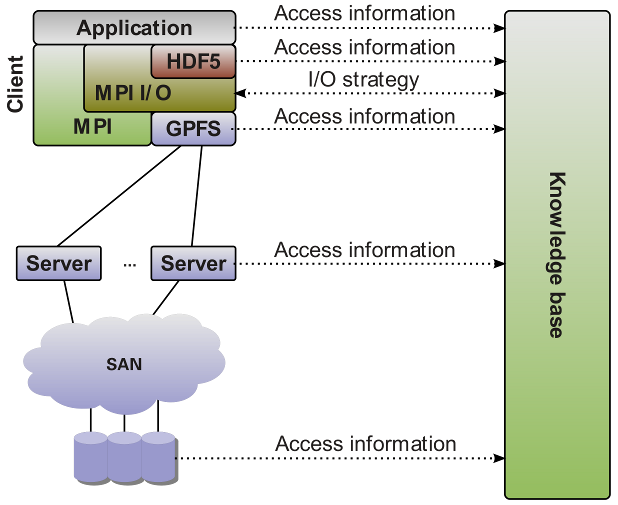 Access information
Application
Access information
HDF5
I/O strategy
MPI I/O
Client
Access information
MPI
GPFS
Knowledge base
Access information
Server
...
Server
SAN
Access information